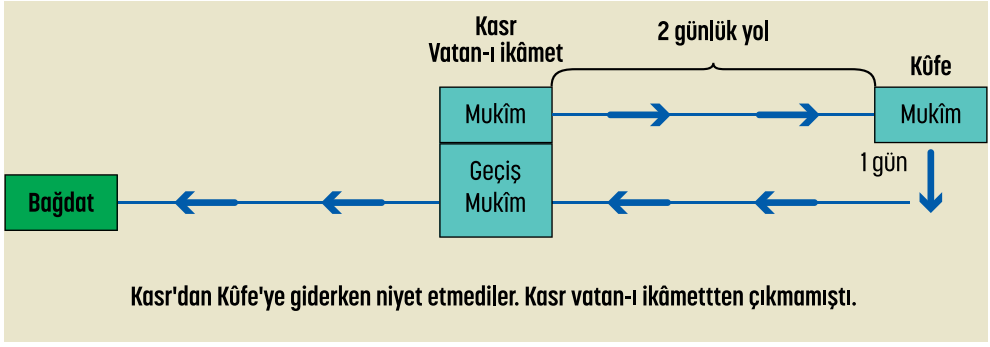 Kasr
Vatan-ı ikâmet
2 günlük yol
Kûfe
Mukîm
Mukîm
1 gün
Geçiş
Mukîm
Bağdat
Kasr'dan Kûfe'ye giderken niyet etmediler. Kasr vatan-ı ikâmettten çıkmamıştı.